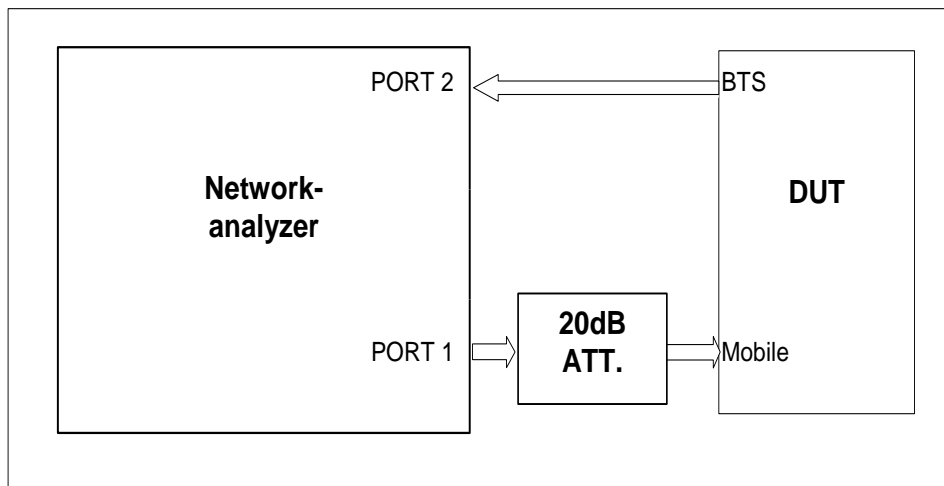 PORT 2
BTS
Network-
analyzer
DUT
PORT 1
20dB
ATT.
Mobile